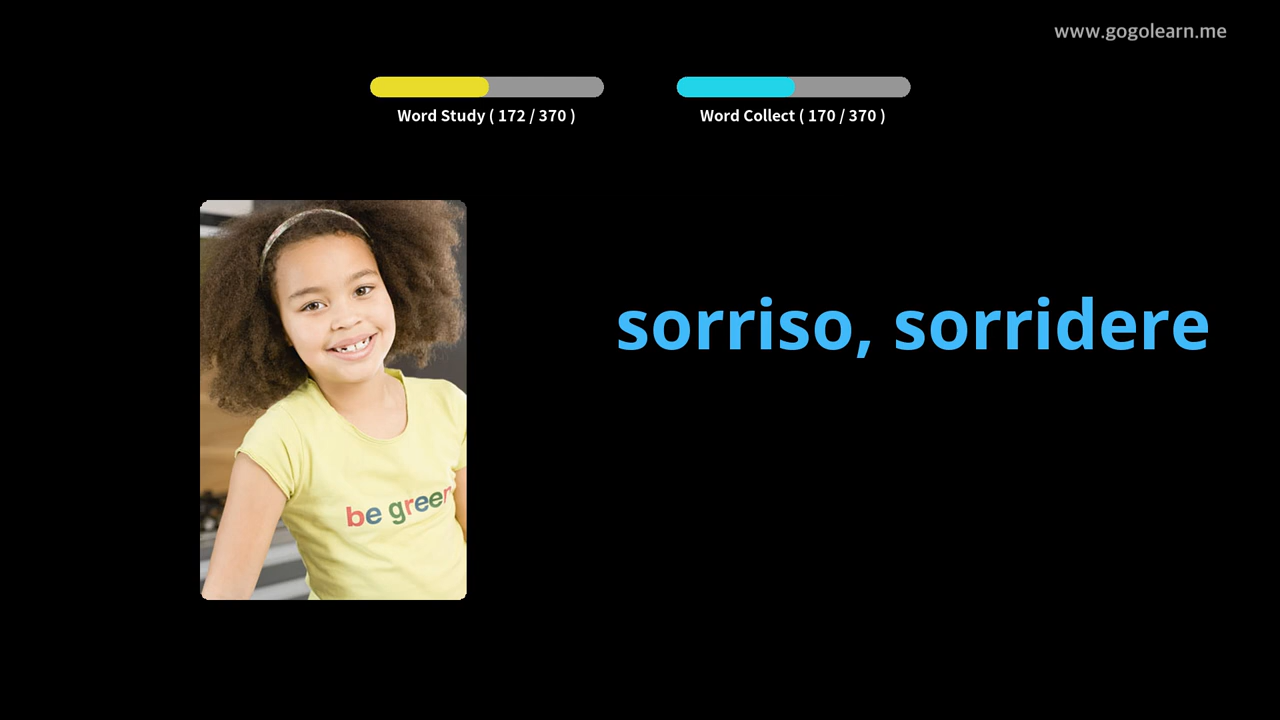 www.gogolearn.me
Word Study ( 172 / 370 )
Word Collect ( 170 / 370 )
sorriso, sorridere
be green